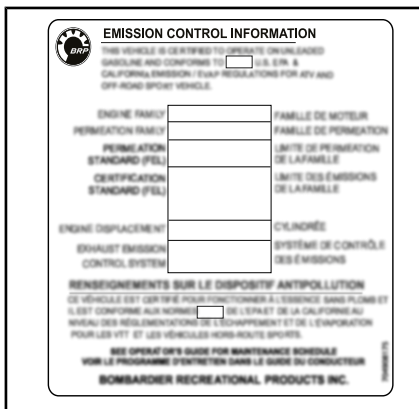 BRP
EMISSION CONTROL INFORMATION
THIS VEHICLE IS CERTIFIED TO OPERATE ON UNLEADED
GASOLINE AND CONFORMS TO U.S. EPA &
CALIFORNIA EMISSION / EVAP REGULATIONS FOR ATV AND
OFF-ROAD SPORT VEHICLE.
ENGINE FAMILY FAMILLE DE MOTEUR
PERMEATION FAMILY FAMILLE DE PERMEATION
PERMEATION LIMITE DE PERMEATION
STANDARD (FEL) DE LA FAMILLE
CERTIFICATION LIMITE DES ÉMISSIONS
STANDARD (FEL) DE LA FAMILLE
ENGINE DISPLACEMENT CYLINDRÉE
EXHAUST EMISSION SYSTÈME DE CONTRÔLE
CONTROL SYSTEM DES ÉMISSIONS
RENSEIGNEMENTS SUR LE DISPOSITIF ANTIPOLLUTION
CE VÉHICULE EST CERTIFIÉ POUR FONCTIONNER À L'ESSENCE SANS PLOMB ET
IL EST CONFORME AUX NORMES DE L'EPA ET DE LA CALIFORNIE AU
NIVEAU DES RÉGLEMENTATIONS DE L'ÉCHAPPEMENT ET DE L'ÉVAPORATION
POUR LES VTT ET LES VÉHICULES HORS-ROUTE SPORTS.
SEE OPERATOR'S GUIDE FOR MAINTENANCE SCHEDULE
VOIR LE PROGRAMME D'ENTRETIEN DANS LE GUIDE DU CONDUCTEUR
BOMBARDIER RECREATIONAL PRODUCTS INC.